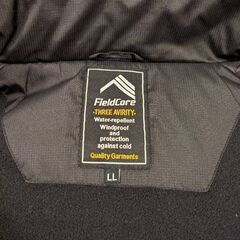 FieldCore
THREE AVIRITY
Water-repellent
Windproof
and
protection
against cold
Quality Garments
LL